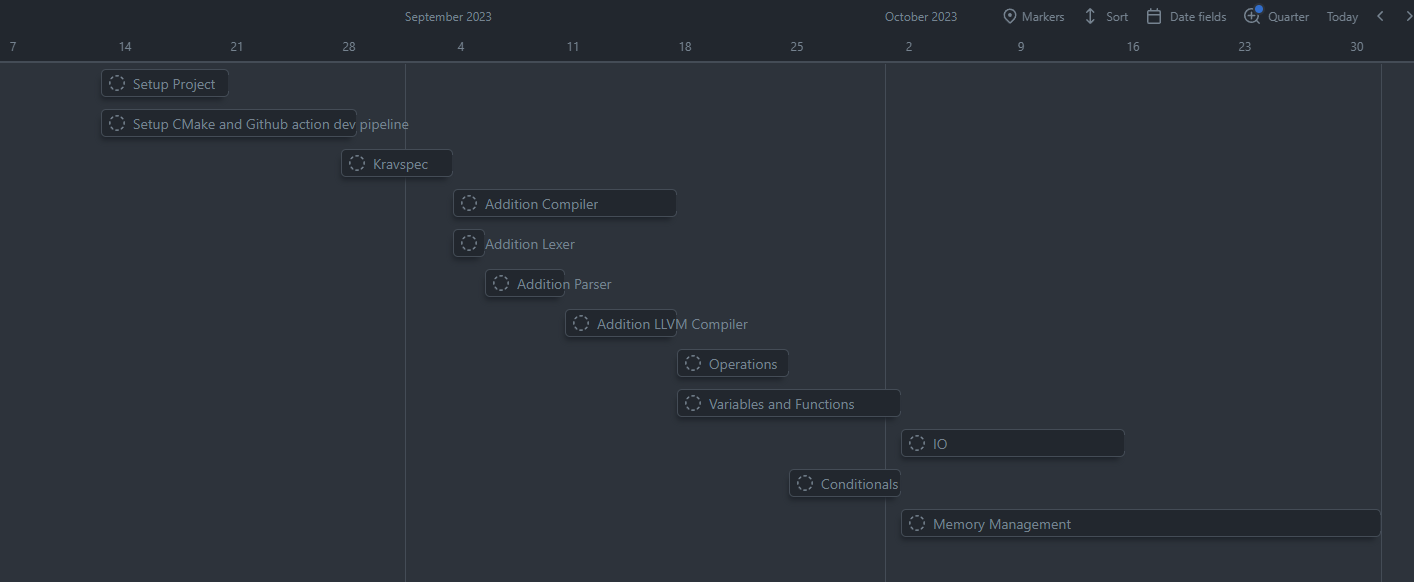 September 2023 October 2023 Markers Sort Date fields Quarter Today
7 14 21 28 4 11 18 25 2 9 16 23 30
Setup Project
Setup CMake and Github action dev pipeline
Kravspec
Addition Compiler
Addition Lexer
Addition Parser
Addition LLVM Compiler
Operations
Variables and Functions
IO
Conditionals
Memory Management